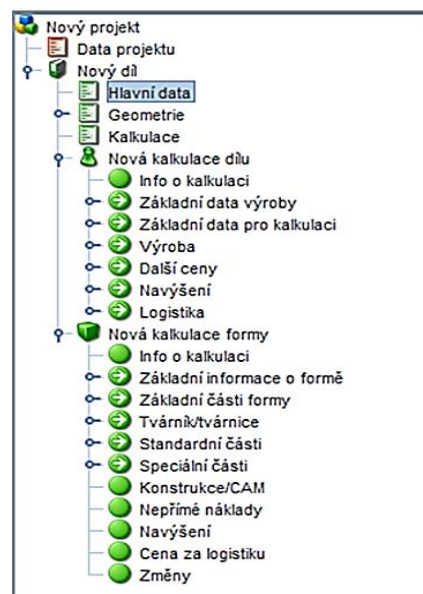 Nový projekt
Data projektu
Nový díl
Hlavní data
Geometrie
Kalkulace
Nová kalkulace dílu
Info o kalkulaci
Základní data výroby
Základní data pro kalkulaci
Výroba
Další ceny
Navýšení
Logistika
Nová kalkulace formy
Info o kalkulaci
Základní informace o formě
Základní části formy
Tvárník/tvárnice
Standardní části
Speciální části
Konstrukce/CAM
Nepřímé náklady
Navýšení
Cena za logistiku
Změny